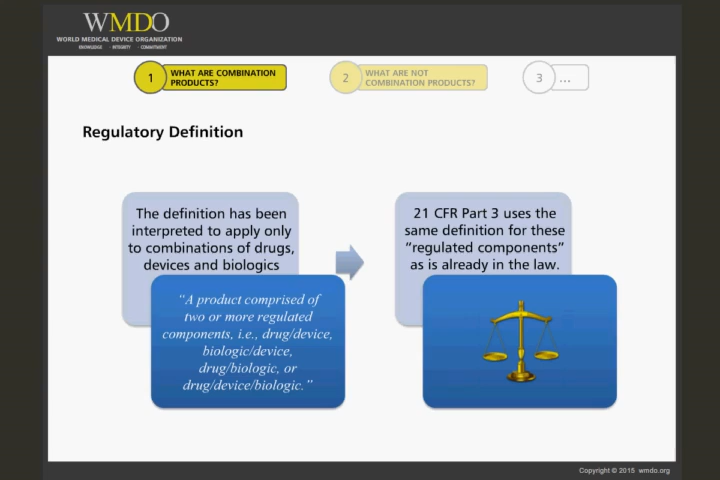 WMDO
WORLD MEDICAL DEVICE ORGANIZATION
KNOWLEDGE - INTEGRITY - COMMITMENT
1
WHAT ARE COMBINATION
PRODUCTS?
2
WHAT ARE NOT
COMBINATION PRODUCTS?
3
...
Regulatory Definition
The definition has been
interpreted to apply only
to combinations of drugs,
devices and biologics
“A product comprised of
two or more regulated
components, i.e., drug/device,
biologic/device,
drug/biologic, or
drug/device/biologic.”
21 CFR Part 3 uses the
same definition for these
“regulated components”
as is already in the law.
Copyright © 2015 wmdo.org